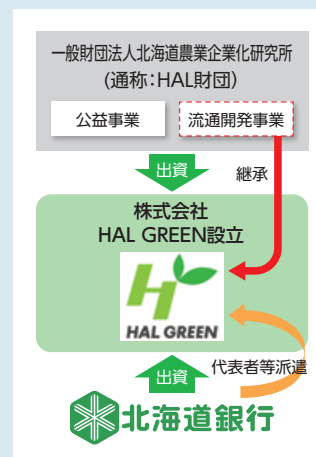 一般財団法人北海道農業企業化研究所
(通称:HAL財団)
公益事業
流通開発事業
出資
継承
株式会社
HAL GREEN設立
H
HAL GREEN
出資
代表者等派遣
北海道銀行